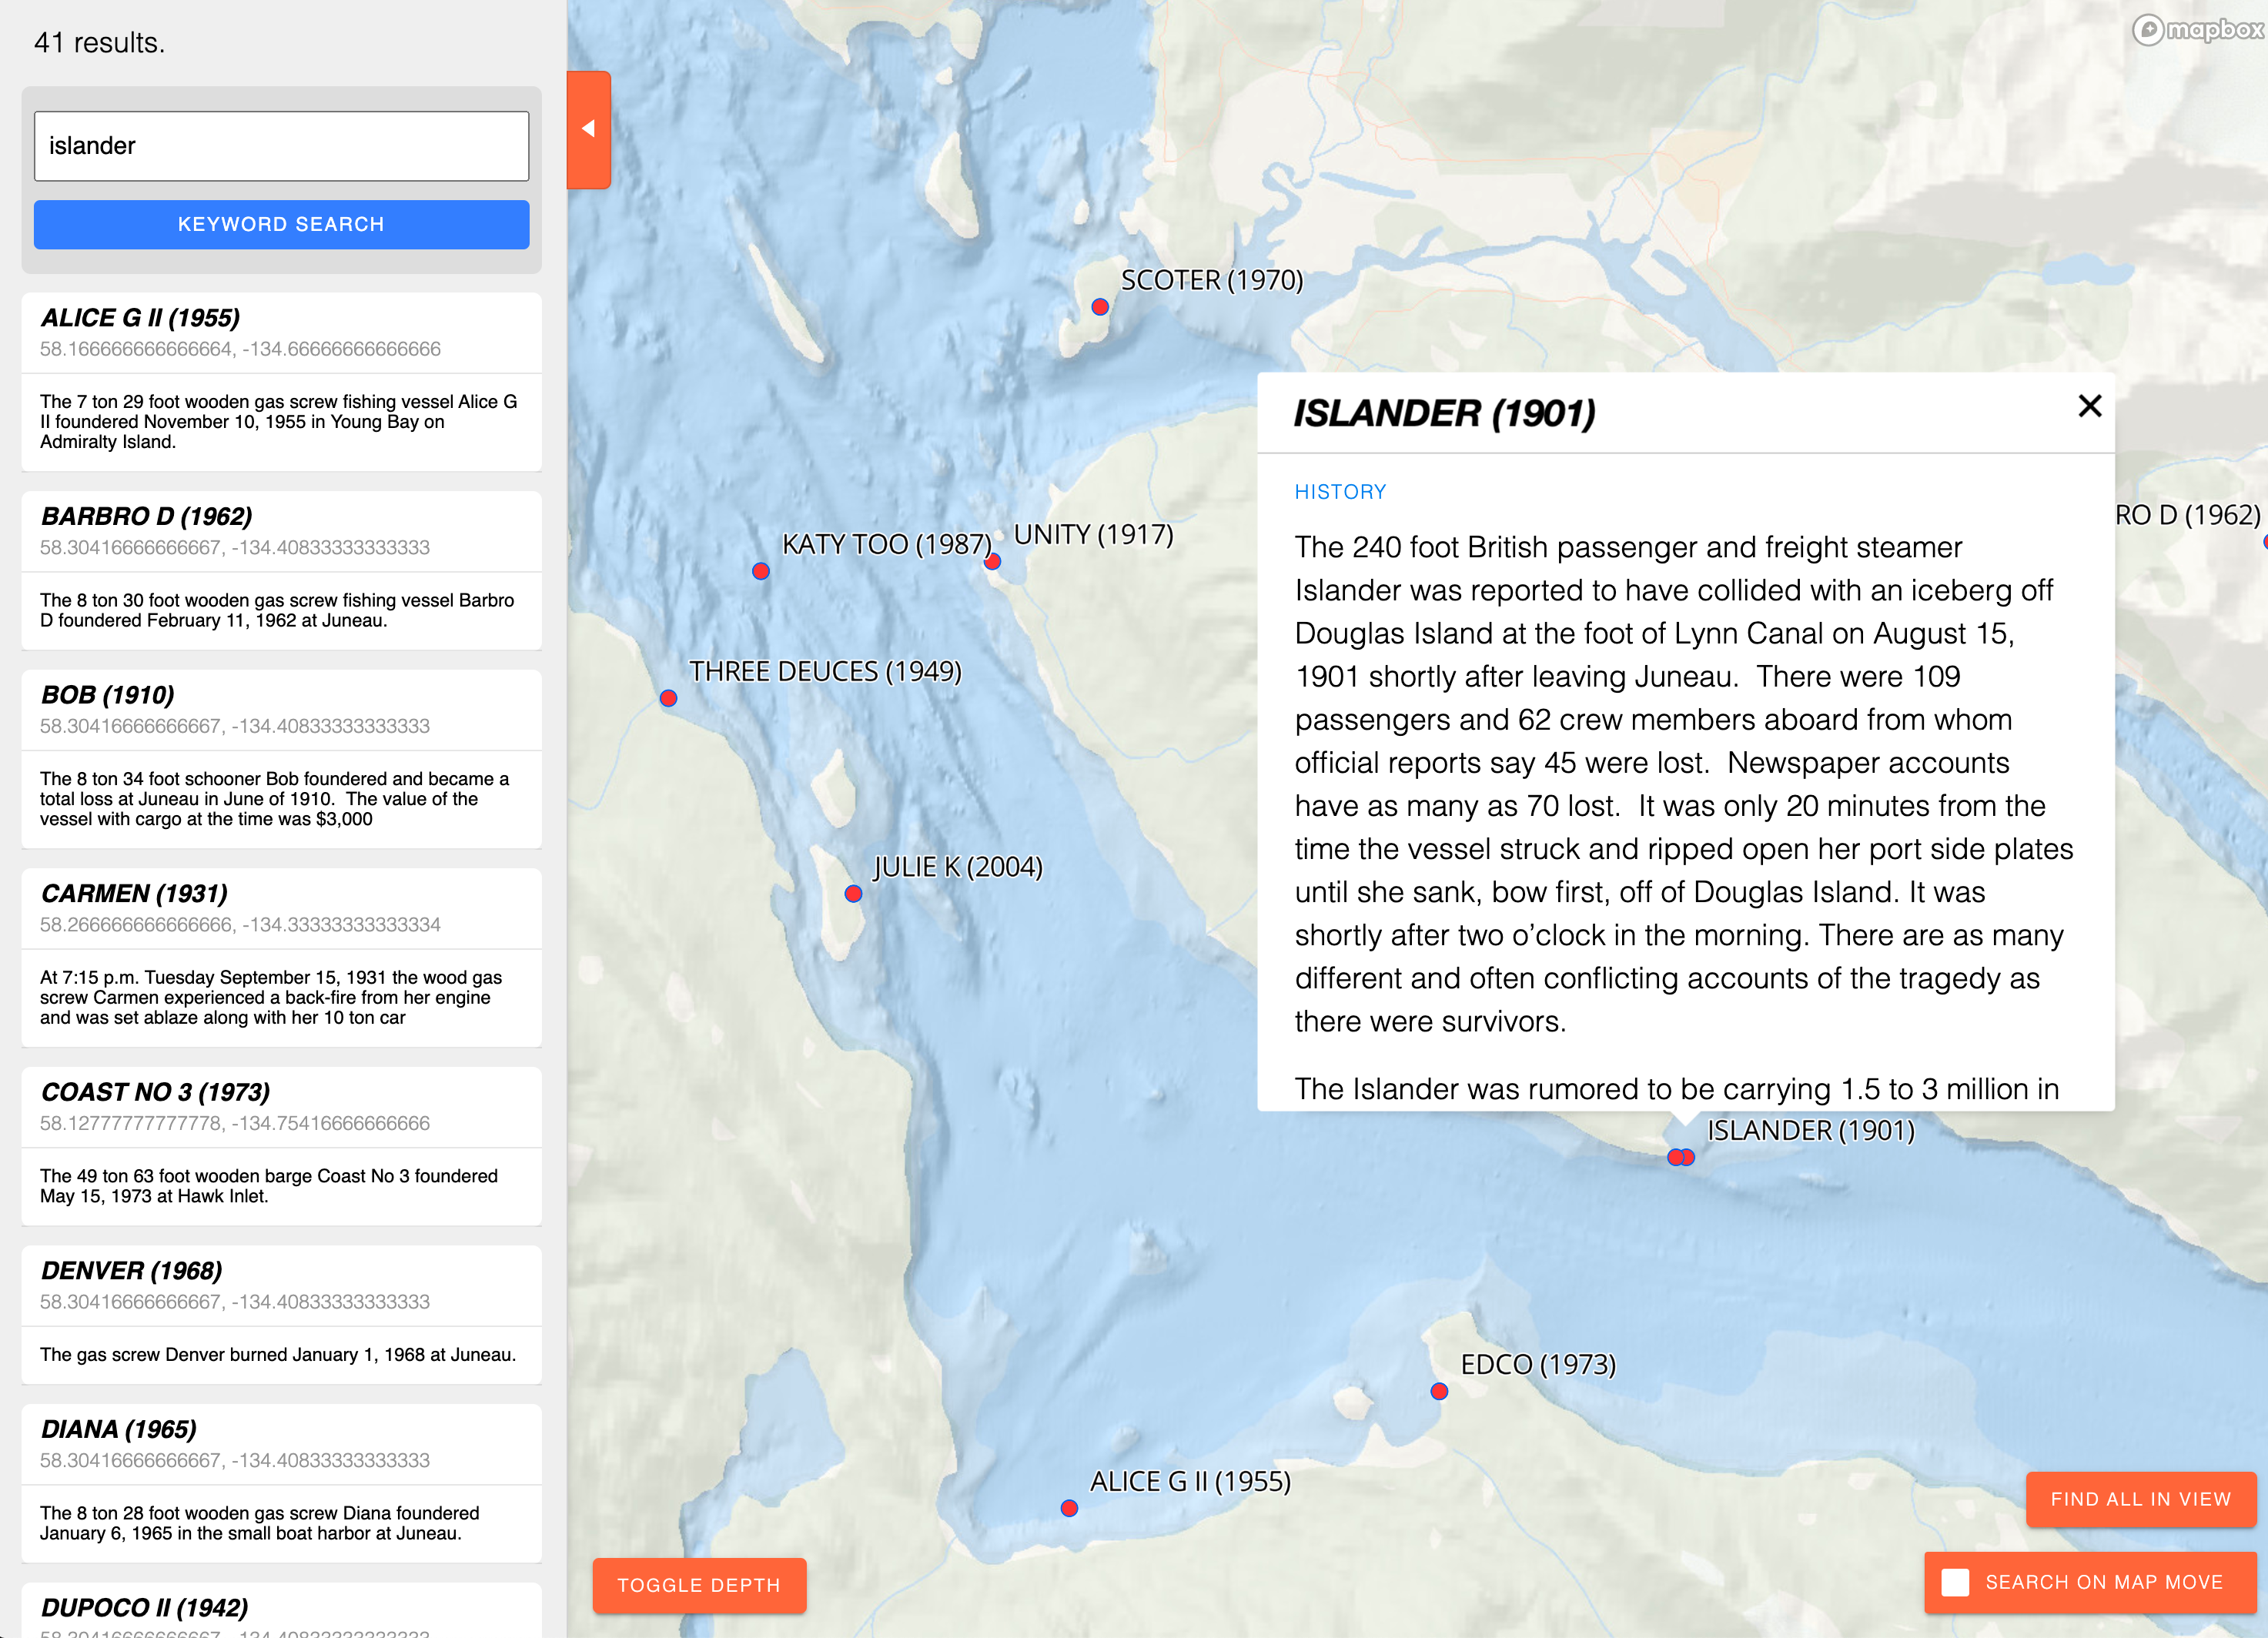 41 results.
islander
KEYWORD SEARCH
ALICE G II (1955)
58.166666666666664, -134.66666666666666
The 7 ton 29 foot wooden gas screw fishing vessel Alice G
II foundered November 10, 1955 in Young Bay on
Admiralty Island.
BARBRO D (1962)
58.30416666666667, -134.40833333333333
The 8 ton 30 foot wooden gas screw fishing vessel Barbro
D foundered February 11, 1962 at Juneau.
BOB (1910)
58.30416666666667, -134.40833333333333
The 8 ton 34 foot schooner Bob foundered and became a
total loss at Juneau in June of 1910.  The value of the
vessel with cargo at the time was $3,000
CARMEN (1931)
58.266666666666666, -134.33333333333334
At 7:15 p.m. Tuesday September 15, 1931 the wood gas
screw Carmen experienced a back-fire from her engine
and was set ablaze along with her 10 ton car
COAST NO 3 (1973)
58.12777777777778, -134.75416666666666
The 49 ton 63 foot wooden barge Coast No 3 foundered
May 15, 1973 at Hawk Inlet.
DENVER (1968)
58.30416666666667, -134.40833333333333
The gas screw Denver burned January 1, 1968 at Juneau.
DIANA (1965)
58.30416666666667, -134.40833333333333
The 8 ton 28 foot wooden gas screw Diana foundered
January 6, 1965 in the small boat harbor at Juneau.
DUPOCO II (1942)
58.30416666666667, -134.40833333333333
mapbox
SCOTER (1970)
KATY TOO (1987)
UNITY (1917)
THREE DEUCES (1949)
JULIE K (2004)
RO D (1962)
ISLANDER (1901)
HISTORY
The 240 foot British passenger and freight steamer
Islander was reported to have collided with an iceberg off
Douglas Island at the foot of Lynn Canal on August 15,
1901 shortly after leaving Juneau.  There were 109
passengers and 62 crew members aboard from whom
official reports say 45 were lost.  Newspaper accounts
have as many as 70 lost.  It was only 20 minutes from the
time the vessel struck and ripped open her port side plates
until she sank, bow first, off of Douglas Island. It was
shortly after two o’clock in the morning. There are as many
different and often conflicting accounts of the tragedy as
there were survivors.
The Islander was rumored to be carrying 1.5 to 3 million in
ISLANDER (1901)
EDCO (1973)
ALICE G II (1955)
FIND ALL IN VIEW
TOGGLE DEPTH
SEARCH ON MAP MOVE